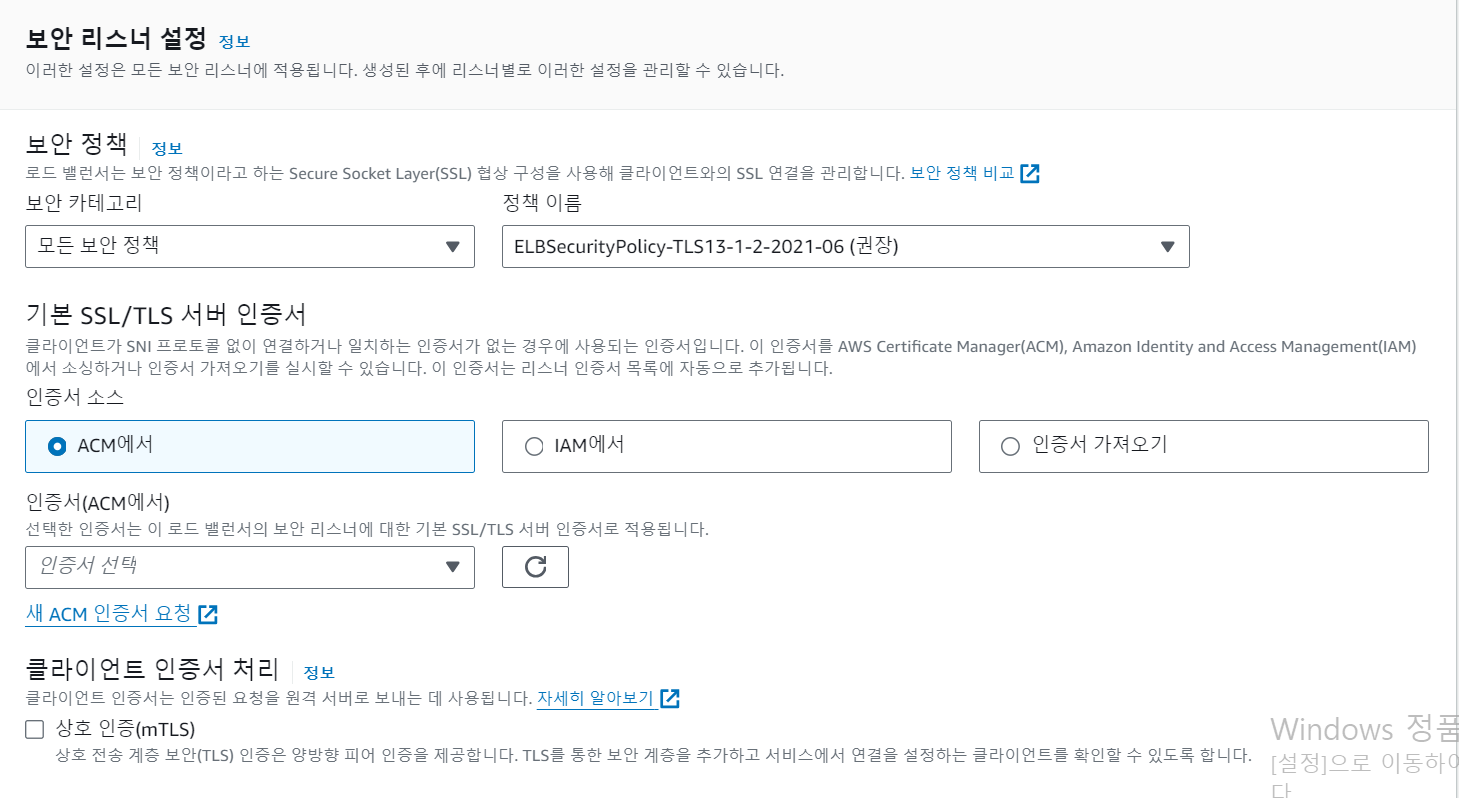 보안 리스너 설정 정보
이러한 설정은 모든 보안 리스너에 적용됩니다. 생성된 후에 리스너별로 이러한 설정을 관리할 수 있습니다.
보안 정책 정보
로드 밸런서는 보안 정책이라고 하는 Secure Socket Layer(SSL) 협상 구성을 사용해 클라이언트와의 SSL 연결을 관리합니다. 보안 정책 비교
보안 카테고리 정책 이름
모든 보안 정책 ELBSecurityPolicy-TLS13-1-2-2021-06 (권장)
기본 SSL/TLS 서버 인증서
클라이언트가 SNI 프로토콜 없이 연결하거나 일치하는 인증서가 없는 경우에 사용되는 인증서입니다. 이 인증서를 AWS Certificate Manager(ACM), Amazon Identity and Access Management(IAM)
에서 소싱하거나 인증서 가져오기를 실시할 수 있습니다. 이 인증서는 리스너 인증서 목록에 자동으로 추가됩니다.
인증서 소스
ACM에서 IAM에서 인증서 가져오기
인증서(ACM에서)
선택한 인증서는 이 로드 밸런서의 보안 리스너에 대한 기본 SSL/TLS 서버 인증서로 적용됩니다.
인증서 선택
새 ACM 인증서 요청
클라이언트 인증서 처리 정보
클라이언트 인증서는 인증된 요청을 원격 서버로 보내는 데 사용됩니다. 자세히 알아보기
상호 인증(mTLS)
상호 전송 계층 보안(TLS) 인증은 양방향 피어 인증을 제공합니다. TLS를 통한 보안 계층을 추가하고 서비스에서 연결을 설정하는 클라이언트를 확인할 수 있도록 합니다.
Windows 정품
[설정]으로 이동하여
다